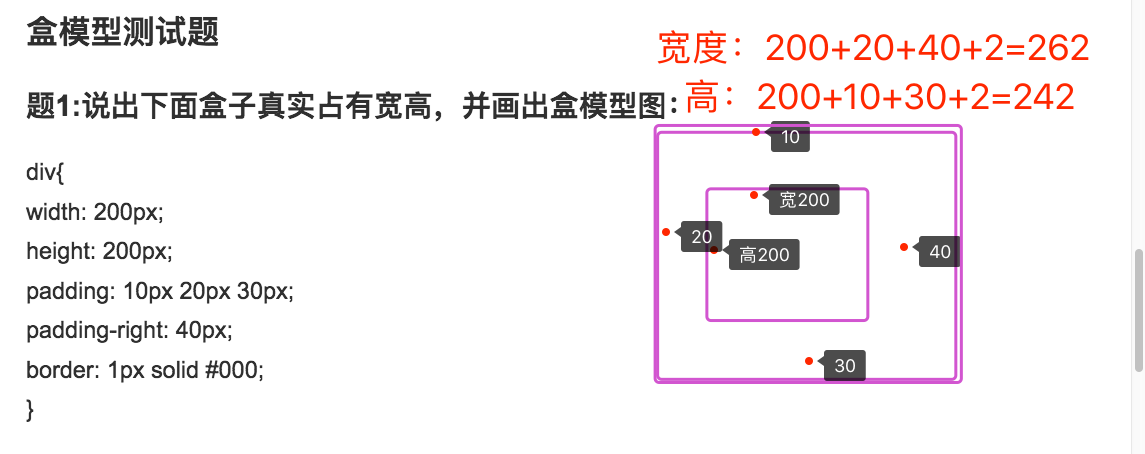 盒模型测试题
宽度：200+20+40+2=262
题1:说出下面盒子真实占有宽高，并画出盒模型图：
高：200+10+30+2=242
div{
width: 200px;
height: 200px;
padding: 10px 20px 30px;
padding-right: 40px;
border: 1px solid #000;
}
10
宽200
20
高200
40
30